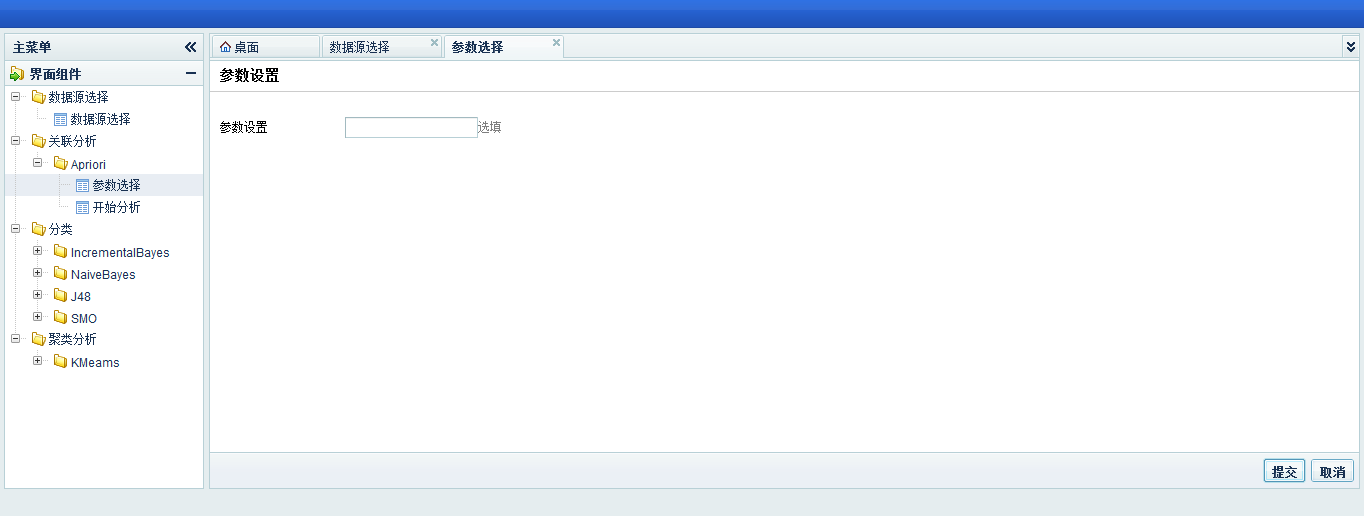 主菜单
界面组件
数据源选择
数据源选择
关联分析
Apriori
参数选择
开始分析
分类
IncrementalBayes
NaiveBayes
J48
SMO
聚类分析
KMeams
桌面 数据源选择 参数选择
参数设置
参数设置 选填
提交 取消